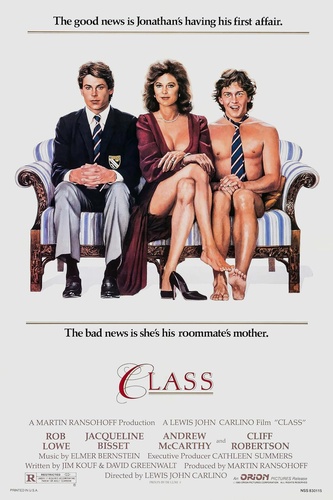 The good news is Jonathan's having his first affair.
The bad news is she's his roommate's mother.
CLASS
A MARTIN RANSOHOFF Production A LEWIS JOHN CARLINO Film "CLASS"
ROB LOWE JACQUELINE BISSET ANDREW McCARTHY and CLIFF ROBERTSON
Music by ELMER BERNSTEIN Executive Producer CATHLEEN SUMMERS
Written by JIM KOUF & DAVID GREENWALT Produced by MARTIN RANSOHOFF
Directed by LEWIS JOHN CARLINO
R RESTRICTED
An ORION PICTURES Release
PRINTED IN U.S.A.